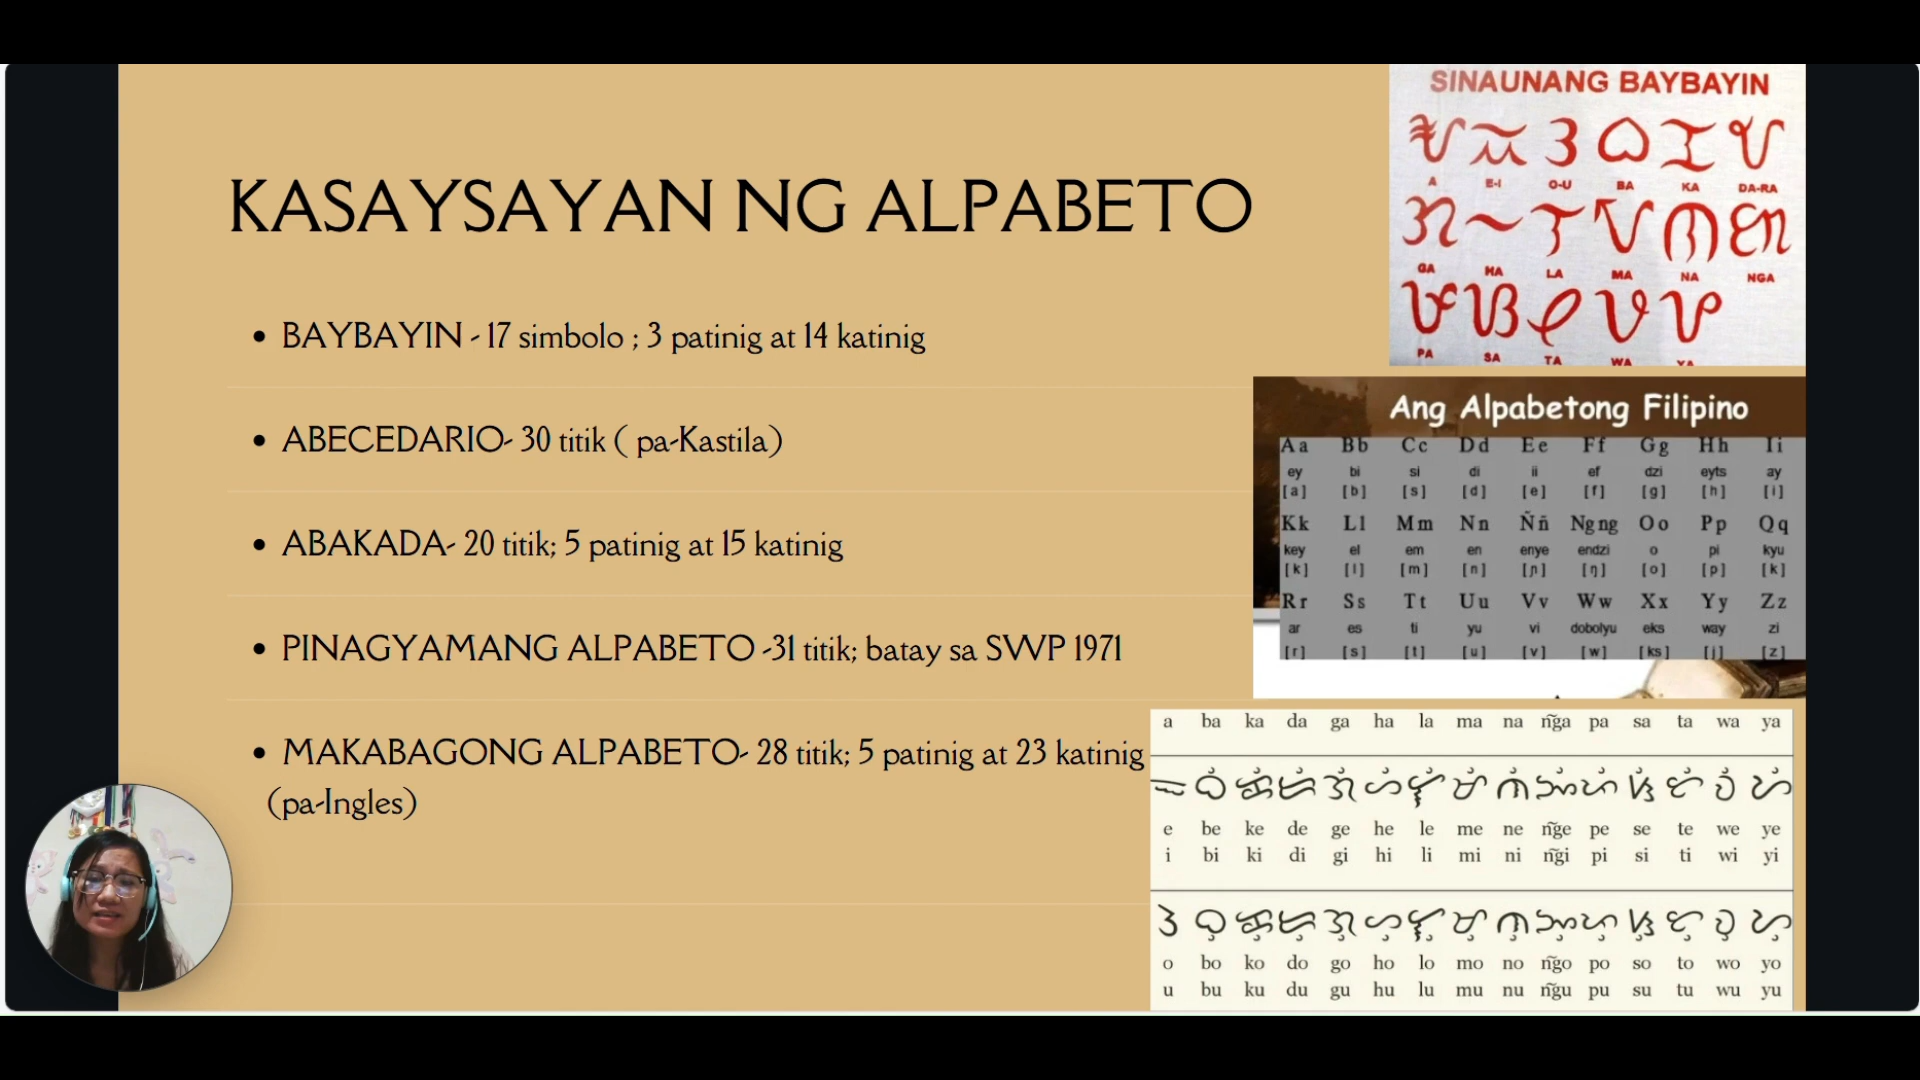 KASAYSAYAN NG ALPABETO
• BAYBAYIN - 17 simbolo ; 3 patinig at 14 katinig
• ABECEDARIO- 30 titik ( pa-Kastila)
• ABAKADA- 20 titik; 5 patinig at 15 katinig
• PINAGYAMANG ALPABETO -31 titik; batay sa SWP 1971
• MAKABAGONG ALPABETO- 28 titik; 5 patinig at 23 katinig
(pa-Ingles)
SINAUNANG BAYBAYIN
A E-I O-U BA KA DA-RA
GA HA LA MA NA NGA
PA SA TA WA YA
Ang Alpabetong Filipino
Aa Bb Cc Dd Ee Ff Gg Hh Ii
ey bi si di ii ef dzi eyts ay
[a] [b] [s] [d] [e] [f] [g] [h] [i]
Kk Ll Mm Nn Ññ Ng ng Oo Pp Qq
key el em en enye endzi o pi kyu
[k] [l] [m] [n] [ɲ] [ŋ] [o] [p] [k]
Rr Ss Tt Uu Vv Ww Xx Yy Zz
ar es ti yu vi dobolyu eks way zi
[r] [s] [t] [u] [v] [w] [ks] [j] [z]
a ba ka da ga ha la ma na n͠ga pa sa ta wa ya
e be ke de ge he le me ne n͠ge pe se te we ye
i bi ki di gi hi li mi ni n͠gi pi si ti wi yi
o bo ko do go ho lo mo no n͠go po so to wo yo
u bu ku du gu hu lu mu nu n͠gu pu su tu wu yu